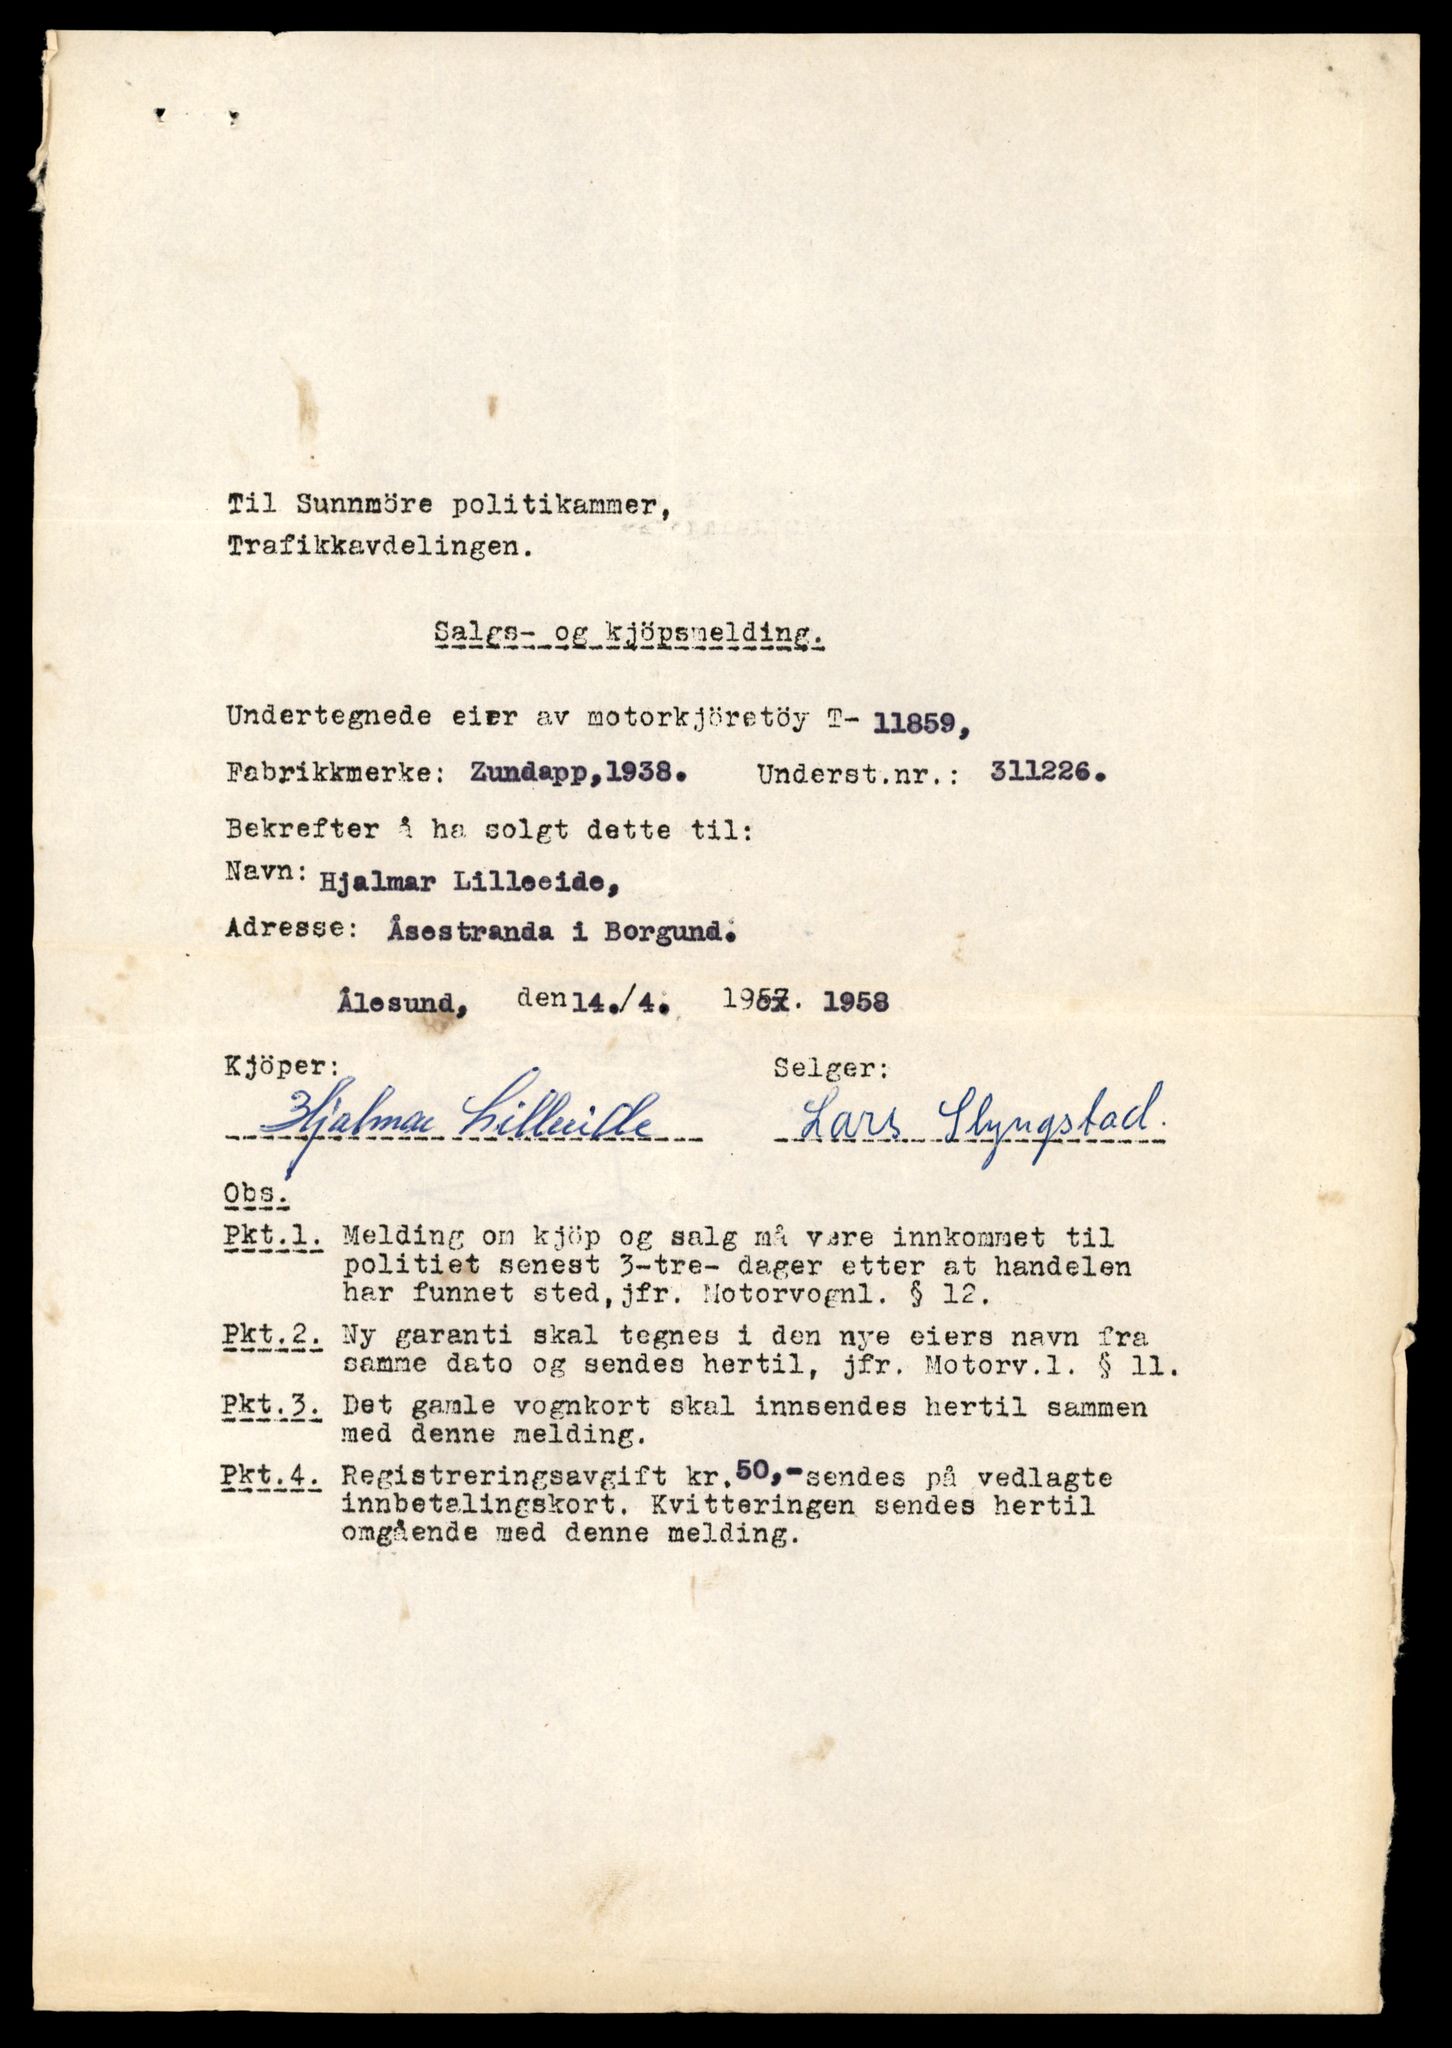 Til Sunnmöre politikammer,
Trafikkavdelingen.
Salgs- og kjöpsmelding.
Undertegnede eier av motorkjöretöy T- 11859,
Fabrikkmerke: Zundapp,1938. Underst.nr.: 311226.
Bekrefter å ha solgt dette til:
Navn: Hjalmar Lilleeide,
Adresse: Åsestranda i Borgund.
Ålesund, den 14./4. 1957. 1958
Kjöper: Selger:
Hjalmar Lilleeide Lars Slyngstad.
Obs.
Pkt.1. Melding om kjöp og salg må være innkommet til
politiet senest 3-tre- dager etter at handelen
har funnet sted, jfr. Motorvognl. § 12.
Pkt.2. Ny garanti skal tegnes i den nye eiers navn fra
samme dato og sendes hertil, jfr. Motorv.l. § 11.
Pkt.3. Det gamle vognkort skal innsendes hertil sammen
med denne melding.
Pkt.4. Registreringsavgift kr. 50,- sendes på vedlagte
innbetalingskort. Kvitteringen sendes hertil
omgående med denne melding.